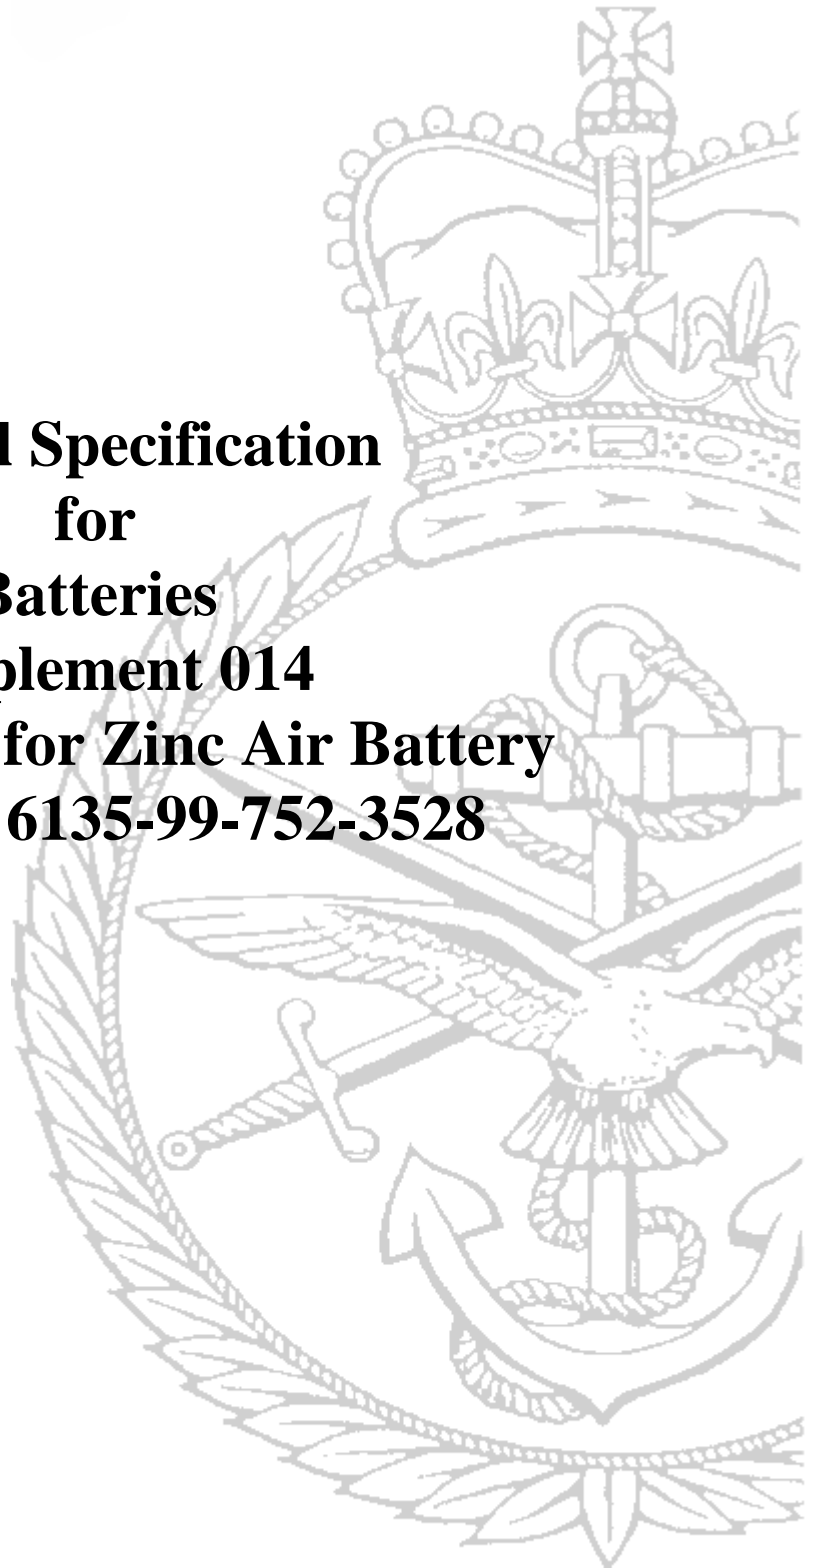 l Specification
for
Batteries
plement 014
for Zinc Air Battery
6135-99-752-3528